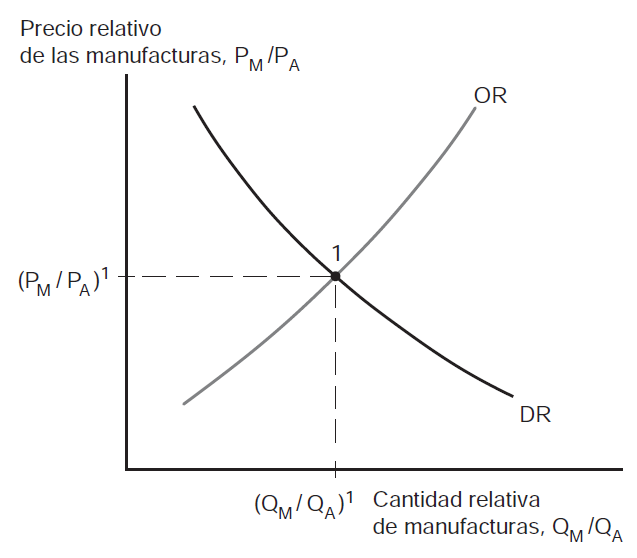 Precio relativo
de las manufacturas, P_M/P_A
OR
1
(P_M/P_A)^1
DR
(Q_M/Q_A)^1
Cantidad relativa
de manufacturas, Q_M/Q_A